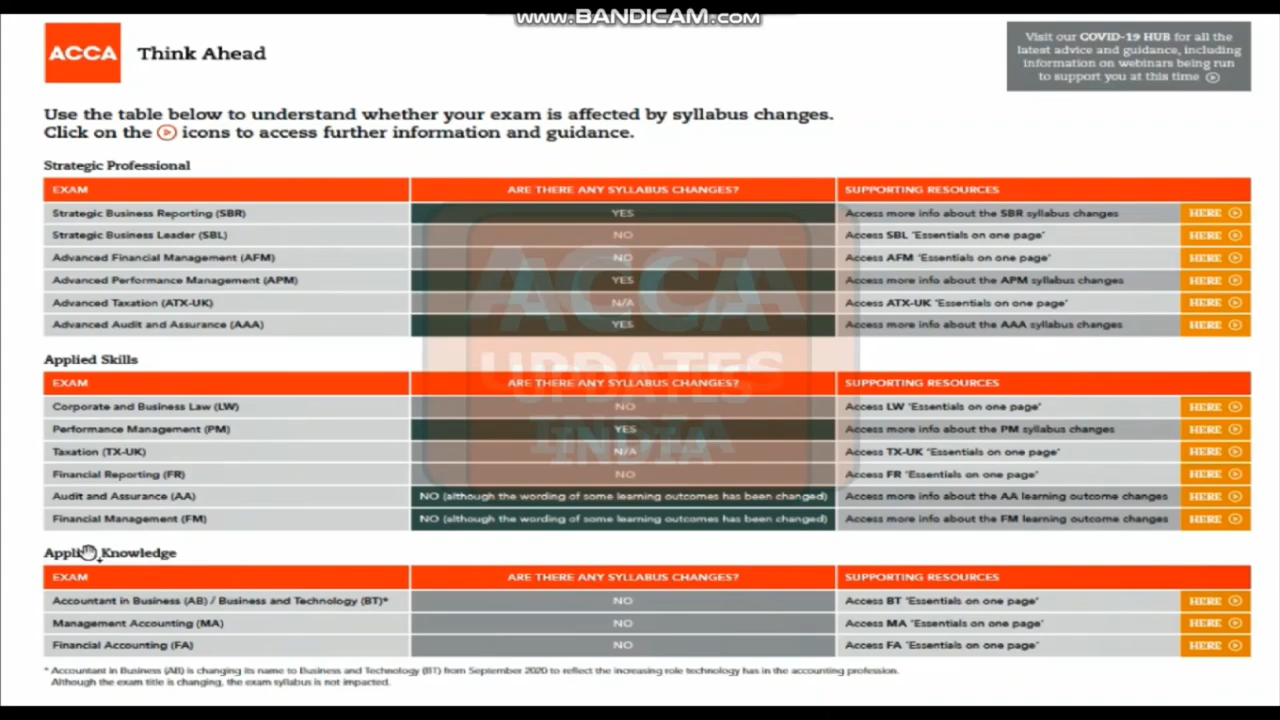 www.BANDICAM.com
ACCA Think Ahead
Visit our COVID-19 HUB for all the
latest advice and guidance, including
information on webinars being run
to support you at this time
Use the table below to understand whether your exam is affected by syllabus changes.
Click on the icons to access further information and guidance.
Strategic Professional
EXAM ARE THERE ANY SYLLABUS CHANGES? SUPPORTING RESOURCES
Strategic Business Reporting (SBR) YES Access more info about the SBR syllabus changes HERE
Strategic Business Leader (SBL) NO Access SBL "Essentials on one page" HERE
Advanced Financial Management (AFM) NO Access AFM "Essentials on one page" HERE
Advanced Performance Management (APM) YES Access more info about the APM syllabus changes HERE
Advanced Taxation (ATX-UK) N/A Access ATX-UK "Essentials on one page" HERE
Advanced Audit and Assurance (AAA) YES Access more info about the AAA syllabus changes HERE
ACCA
UPDATES
INDIA
Applied Skills
EXAM ARE THERE ANY SYLLABUS CHANGES? SUPPORTING RESOURCES
Corporate and Business Law (LW) NO Access LW "Essentials on one page" HERE
Performance Management (PM) YES Access more info about the PM syllabus changes HERE
Taxation (TX-UK) N/A Access TX-UK "Essentials on one page" HERE
Financial Reporting (FR) NO Access FR "Essentials on one page" HERE
Audit and Assurance (AA) NO (although the wording of some learning outcomes has been changed) Access more info about the AA learning outcome changes HERE
Financial Management (FM) NO (although the wording of some learning outcomes has been changed) Access more info about the FM learning outcome changes HERE
Applied Knowledge
EXAM ARE THERE ANY SYLLABUS CHANGES? SUPPORTING RESOURCES
Accountant in Business (AB) / Business and Technology (BT)* NO Access BT "Essentials on one page" HERE
Management Accounting (MA) NO Access MA "Essentials on one page" HERE
Financial Accounting (FA) NO Access FA "Essentials on one page" HERE
* Accountant in Business (AB) is changing its name to Business and Technology (BT) from September 2020 to reflect the increasing role technology has in the accounting profession.
Although the exam title is changing, the exam syllabus is not impacted.